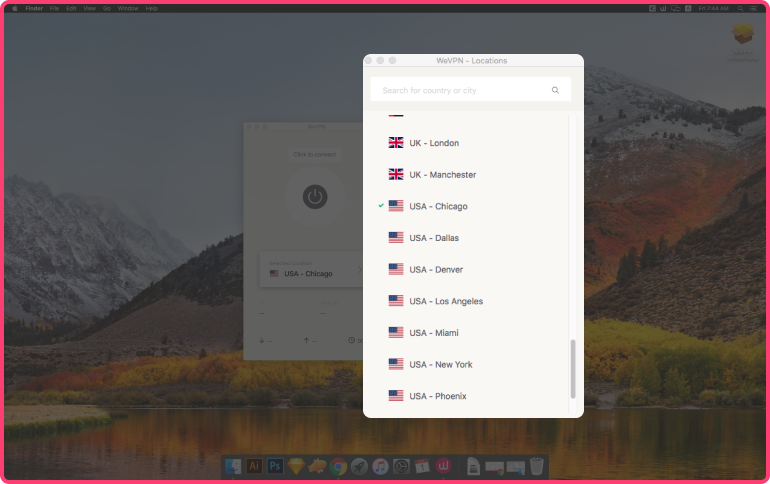 Finder File Edit View Go Window Help
Fri 7:44 AM
WeVPN - Locations
Search for country or city
UK - London
UK - Manchester
USA - Chicago
USA - Dallas
USA - Denver
USA - Los Angeles
USA - Miami
USA - New York
USA - Phoenix
WeVPN
Click to connect
USA - Chicago
Ai
Ps